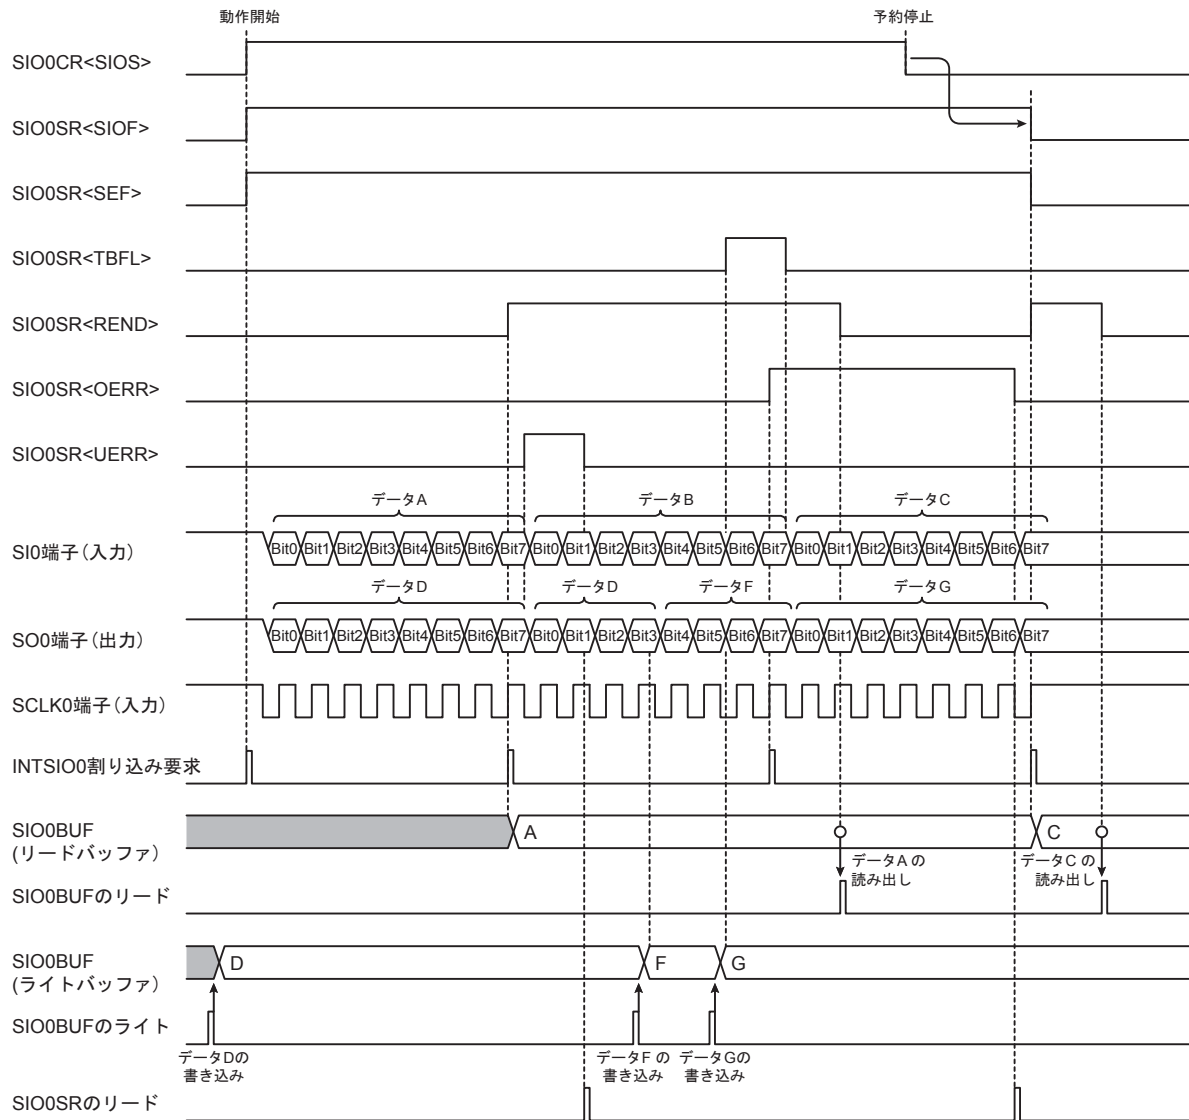 動作開始
予約停止
SIO0CR<SIOS>
SIO0SR<SIOF>
SIO0SR<SEF>
SIO0SR<TBFL>
SIO0SR<REND>
SIO0SR<OERR>
SIO0SR<UERR>
データA
データB
データC
SI0端子(入力)
Bit0 Bit1 Bit2 Bit3 Bit4 Bit5 Bit6 Bit7 Bit0 Bit1 Bit2 Bit3 Bit4 Bit5 Bit6 Bit7 Bit0 Bit1 Bit2 Bit3 Bit4 Bit5 Bit6 Bit7
データD
データD
データF
データG
SO0端子(出力)
Bit0 Bit1 Bit2 Bit3 Bit4 Bit5 Bit6 Bit7 Bit0 Bit1 Bit2 Bit3 Bit4 Bit5 Bit6 Bit7 Bit0 Bit1 Bit2 Bit3 Bit4 Bit5 Bit6 Bit7
SCLK0端子(入力)
INTSIO0割り込み要求
SIO0BUF
(リードバッファ)
A
C
データA の
読み出し
データC の
読み出し
SIO0BUFのリード
SIO0BUF
(ライトバッファ)
D
F
G
SIO0BUFのライト
データDの
書き込み
データF の
書き込み
データGの
書き込み
SIO0SRのリード